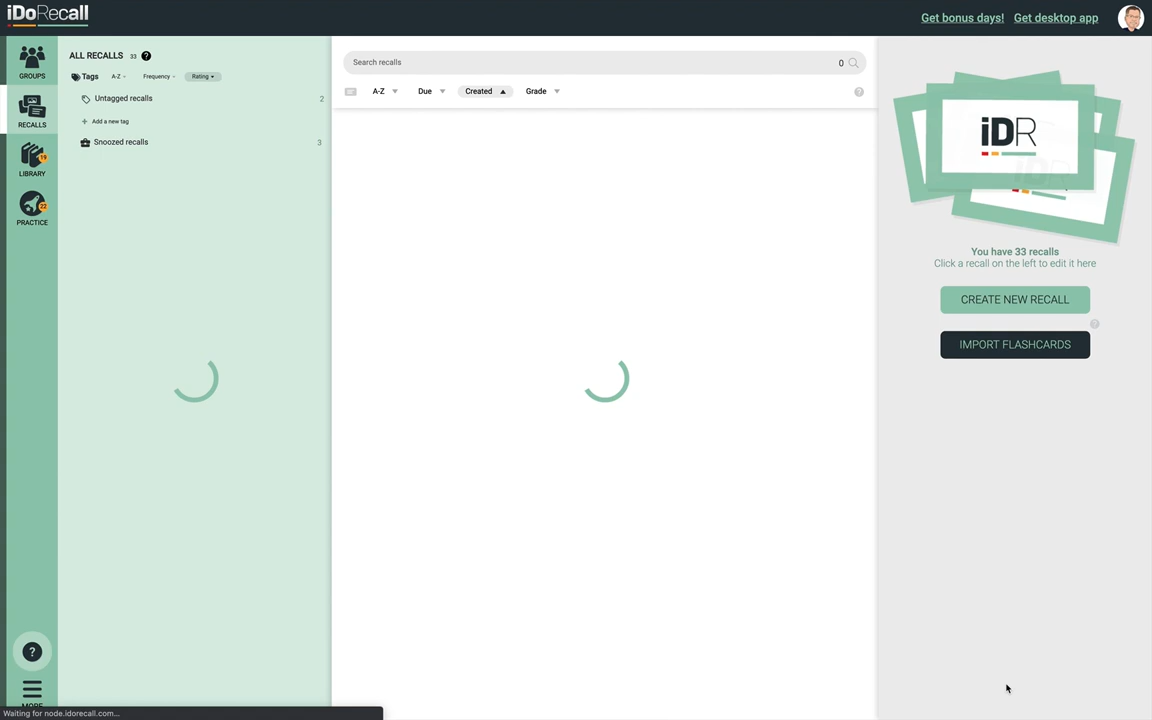 iDoRecall
Get bonus days! Get desktop app
GROUPS
RECALLS
19
LIBRARY
22
PRACTICE
?
ALL RECALLS 33 ?
Tags A-Z Frequency Rating
Untagged recalls 2
+ Add a new tag
Snoozed recalls 3
Search recalls 0
A-Z Due Created Grade ?
iDR
You have 33 recalls
Click a recall on the left to edit it here
CREATE NEW RECALL
?
IMPORT FLASHCARDS
MORE
Waiting for node.idorecall.com...